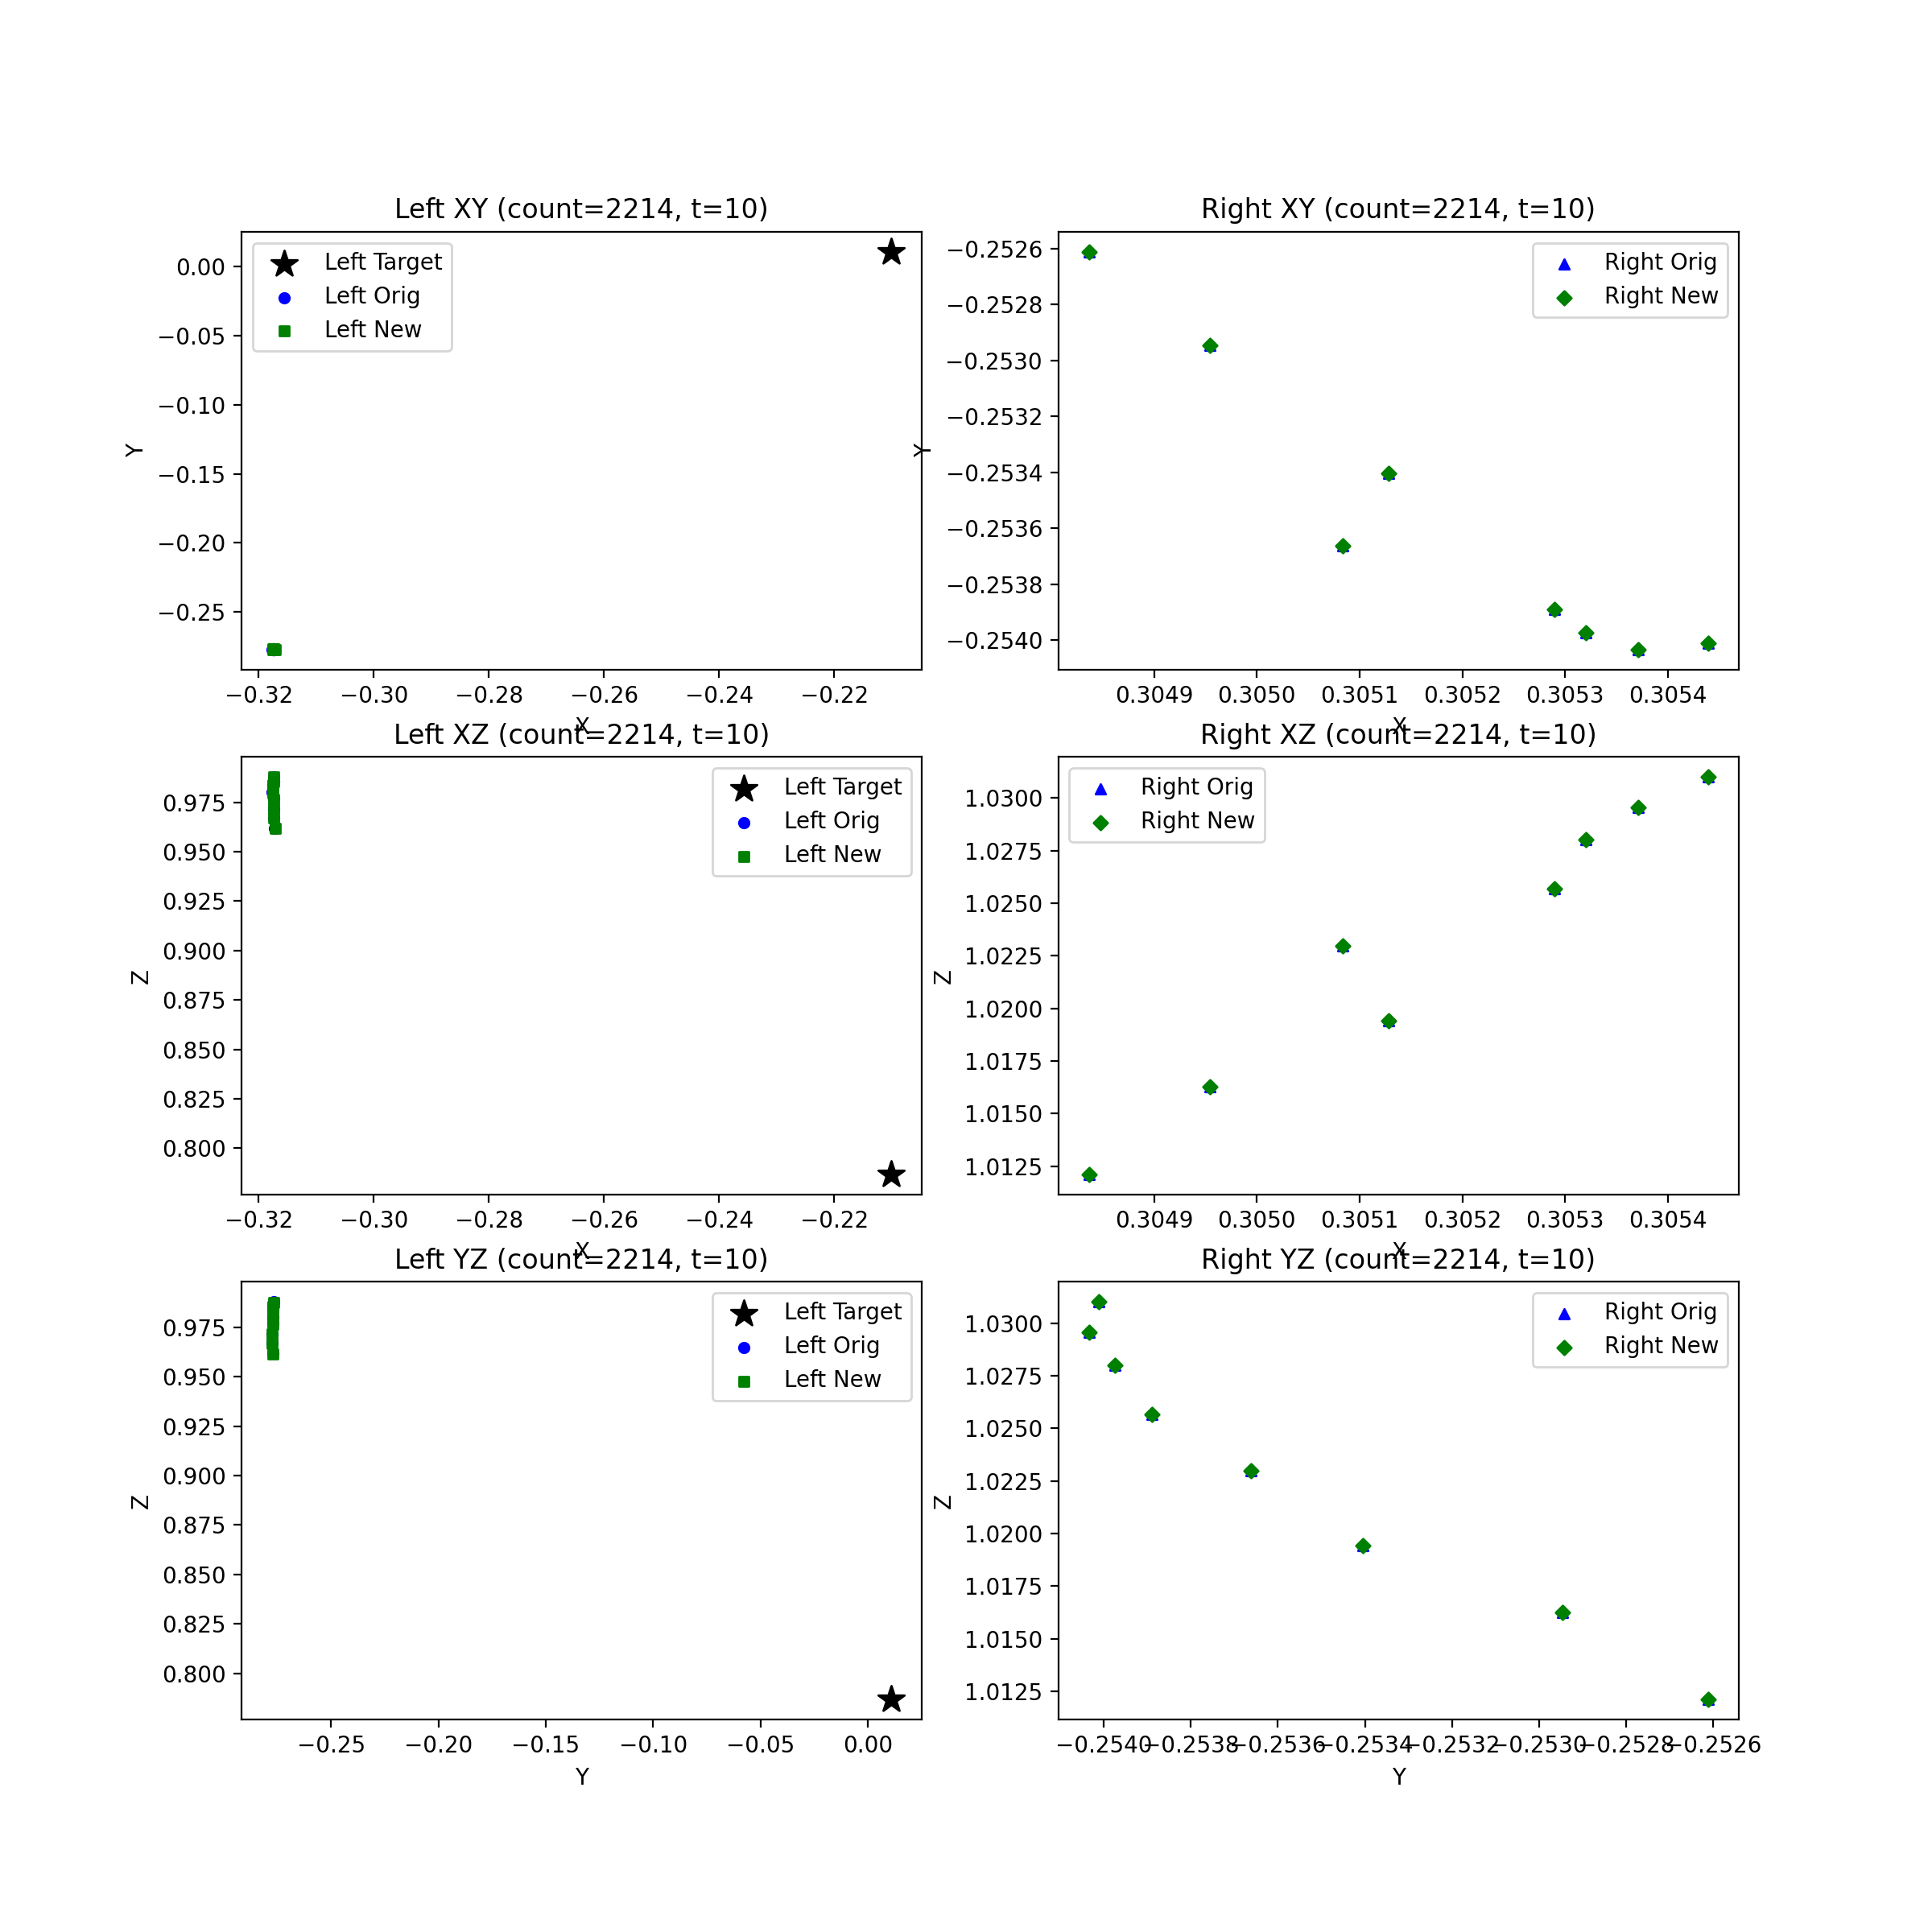 Left XY (count=2214, t=10)
Left Target
Left Orig
Left New
0.00
−0.05
−0.10
−0.15
−0.20
−0.25
Y
−0.32 −0.30 −0.28 −0.26 −0.24 −0.22
X
Right XY (count=2214, t=10)
Right Orig
Right New
−0.2526
−0.2528
−0.2530
−0.2532
−0.2534
−0.2536
−0.2538
−0.2540
Y
0.3049 0.3050 0.3051 0.3052 0.3053 0.3054
X
Left XZ (count=2214, t=10)
Left Target
Left Orig
Left New
0.975
0.950
0.925
0.900
0.875
0.850
0.825
0.800
Z
−0.32 −0.30 −0.28 −0.26 −0.24 −0.22
X
Right XZ (count=2214, t=10)
Right Orig
Right New
1.0300
1.0275
1.0250
1.0225
1.0200
1.0175
1.0150
1.0125
Z
0.3049 0.3050 0.3051 0.3052 0.3053 0.3054
X
Left YZ (count=2214, t=10)
Left Target
Left Orig
Left New
0.975
0.950
0.925
0.900
0.875
0.850
0.825
0.800
Z
−0.25 −0.20 −0.15 −0.10 −0.05 0.00
Y
Right YZ (count=2214, t=10)
Right Orig
Right New
1.0300
1.0275
1.0250
1.0225
1.0200
1.0175
1.0150
1.0125
Z
−0.2540 −0.2538 −0.2536 −0.2534 −0.2532 −0.2530 −0.2528 −0.2526
Y